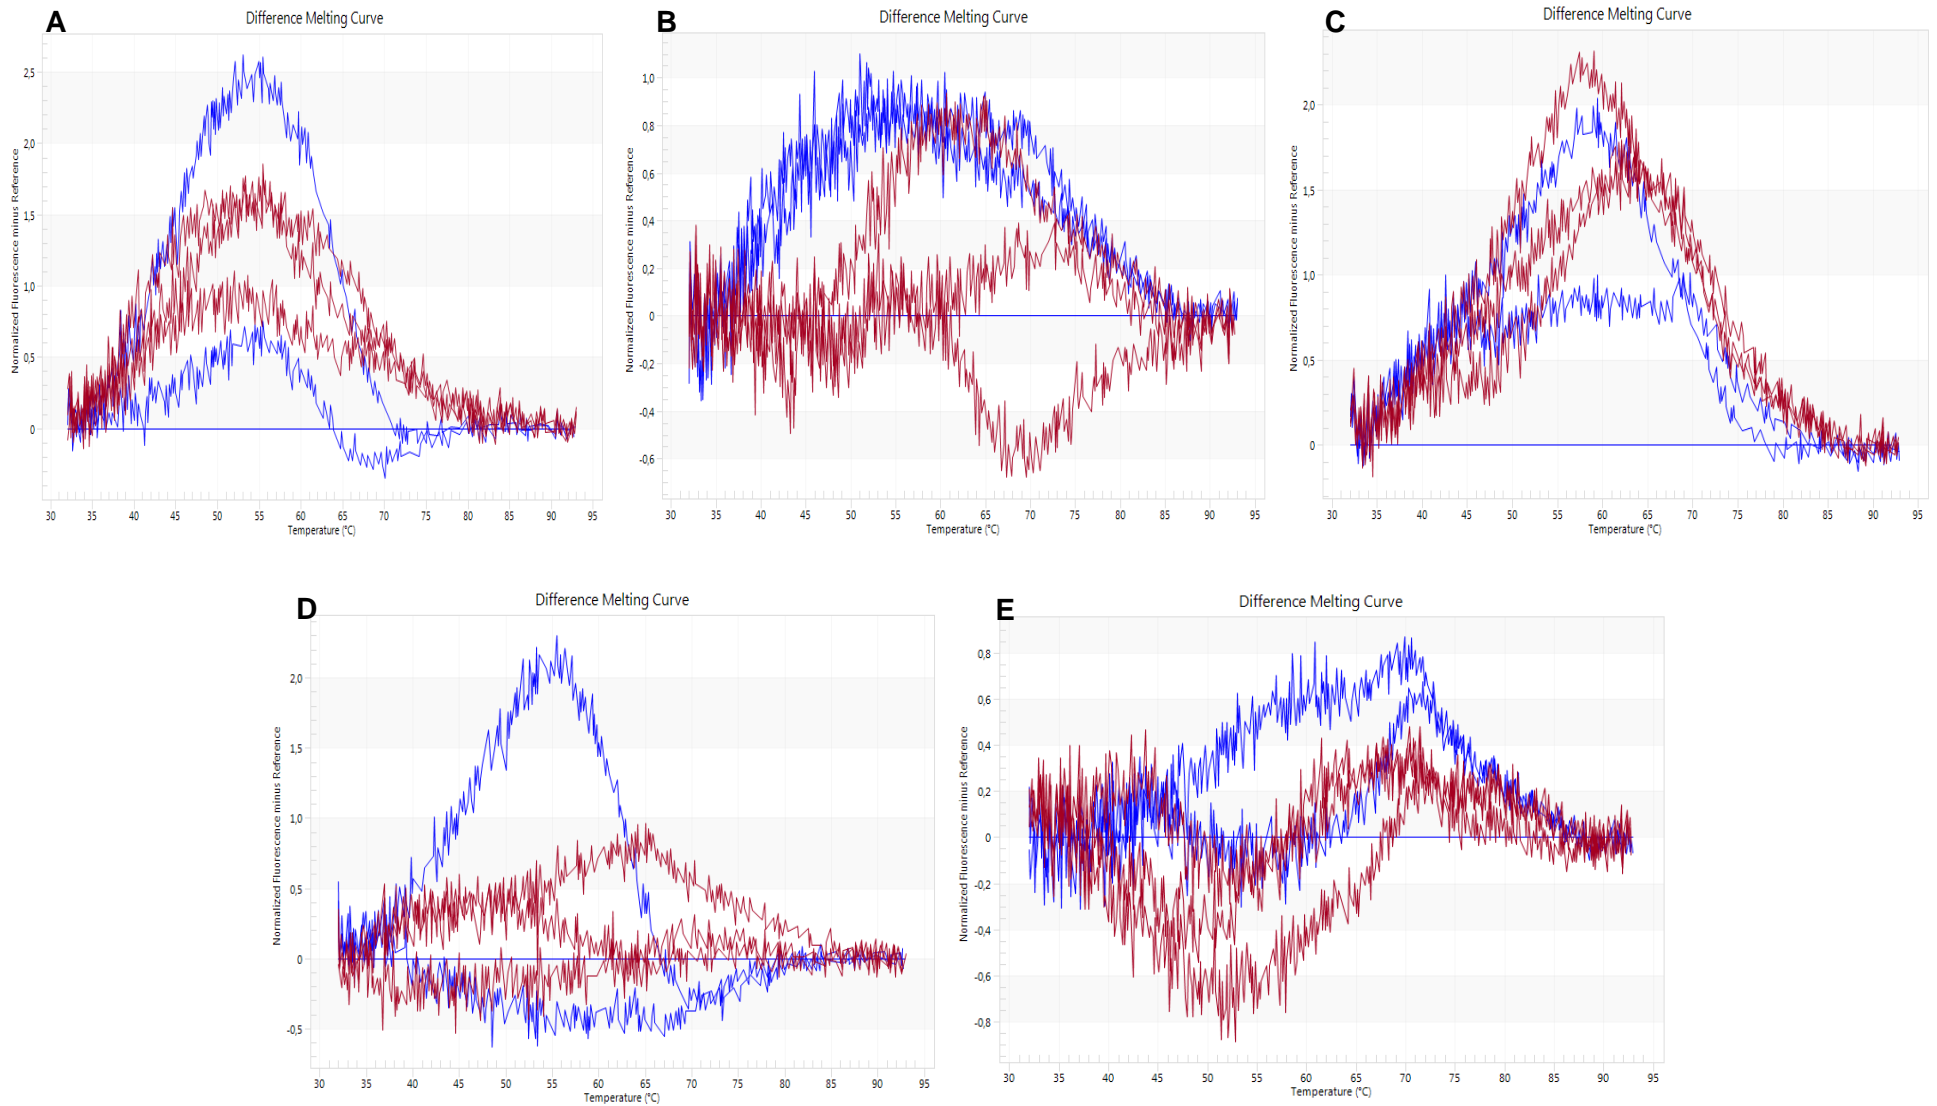 A
Difference Melting Curve
Normalized Fluorescence minus Reference
2,5
2,0
1,5
1,0
0,5
0
30 35 40 45 50 55 60 65 70 75 80 85 90 95
Temperature (°C)
B
Difference Melting Curve
Normalized Fluorescence minus Reference
1,0
0,8
0,6
0,4
0,2
0
-0,2
-0,4
-0,6
30 35 40 45 50 55 60 65 70 75 80 85 90 95
Temperature (°C)
C
Difference Melting Curve
Normalized Fluorescence minus Reference
2,0
1,5
1,0
0,5
0
30 35 40 45 50 55 60 65 70 75 80 85 90 95
Temperature (°C)
D
Difference Melting Curve
Normalized Fluorescence minus Reference
2,0
1,5
1,0
0,5
0
-0,5
30 35 40 45 50 55 60 65 70 75 80 85 90 95
Temperature (°C)
E
Difference Melting Curve
Normalized Fluorescence minus Reference
0,8
0,6
0,4
0,2
0
-0,2
-0,4
-0,6
-0,8
30 35 40 45 50 55 60 65 70 75 80 85 90 95
Temperature (°C)